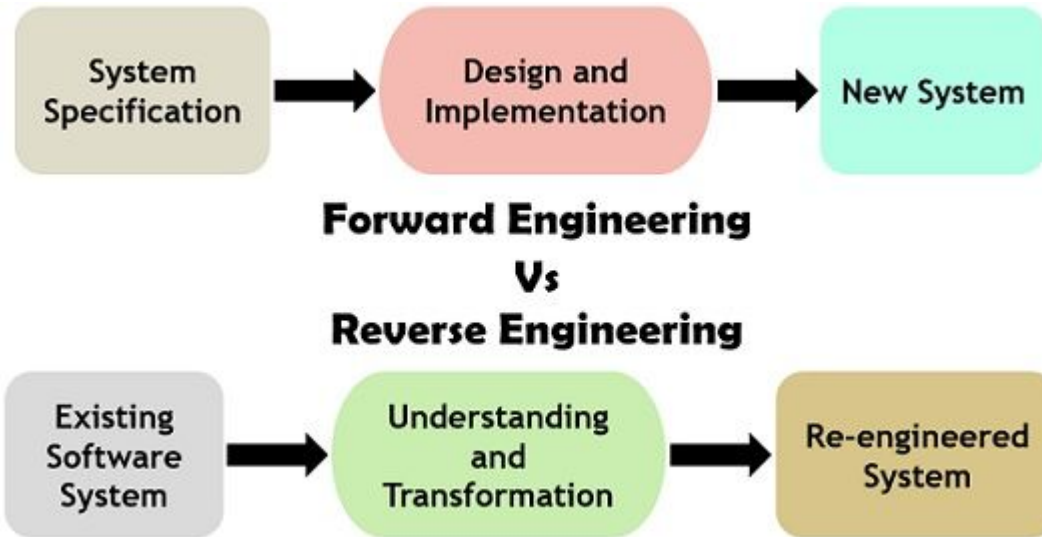 System
Specification
Design and
Implementation
New System
Forward Engineering
Vs
Reverse Engineering
Existing
Software
System
Understanding
and
Transformation
Re-engineered
System